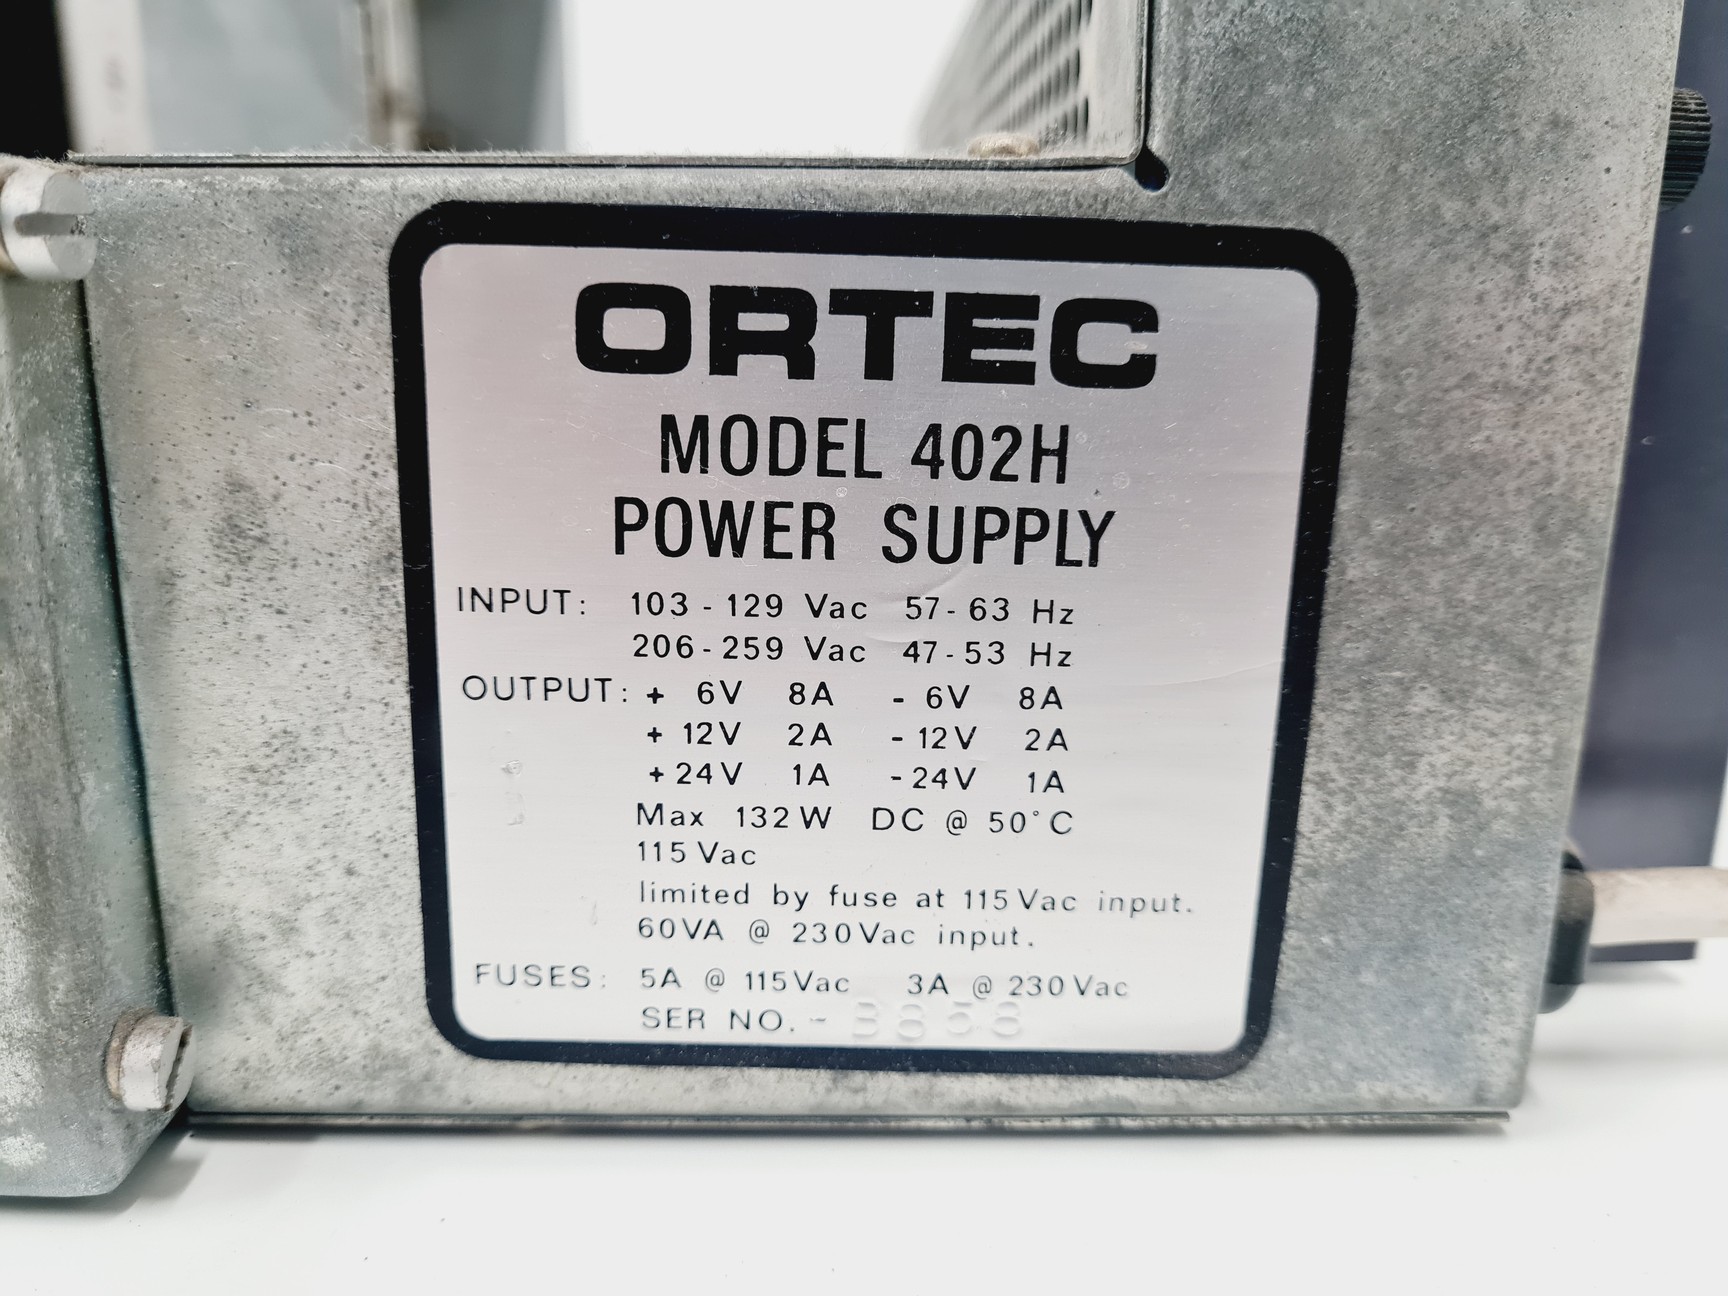 ORTEC
MODEL 402H
POWER SUPPLY
INPUT: 103 - 129 Vac 57 - 63 Hz
206 - 259 Vac 47 - 53 Hz
OUTPUT: + 6V 8A - 6V 8A
+ 12V 2A - 12V 2A
+ 24V 1A - 24V 1A
Max 132W DC @ 50°C
115 Vac
limited by fuse at 115 Vac input.
60VA @ 230Vac input.
FUSES: 5A @ 115Vac 3A @ 230Vac
SER NO. - B858